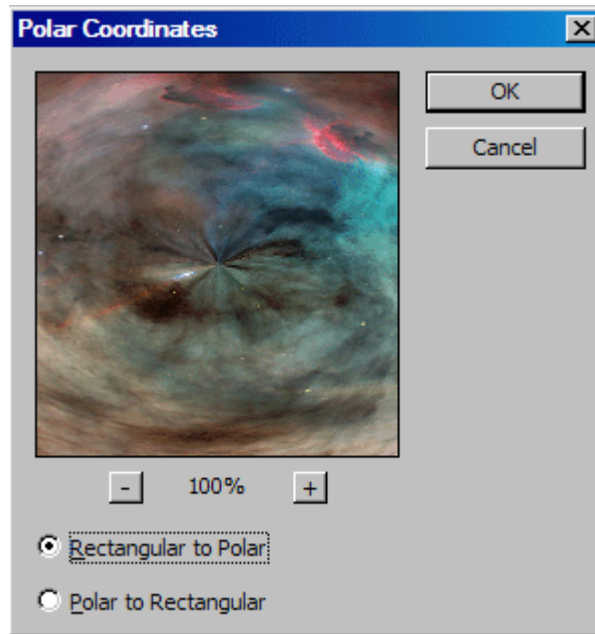 Polar Coordinates
OK
Cancel
- 100% +
Rectangular to Polar
Polar to Rectangular